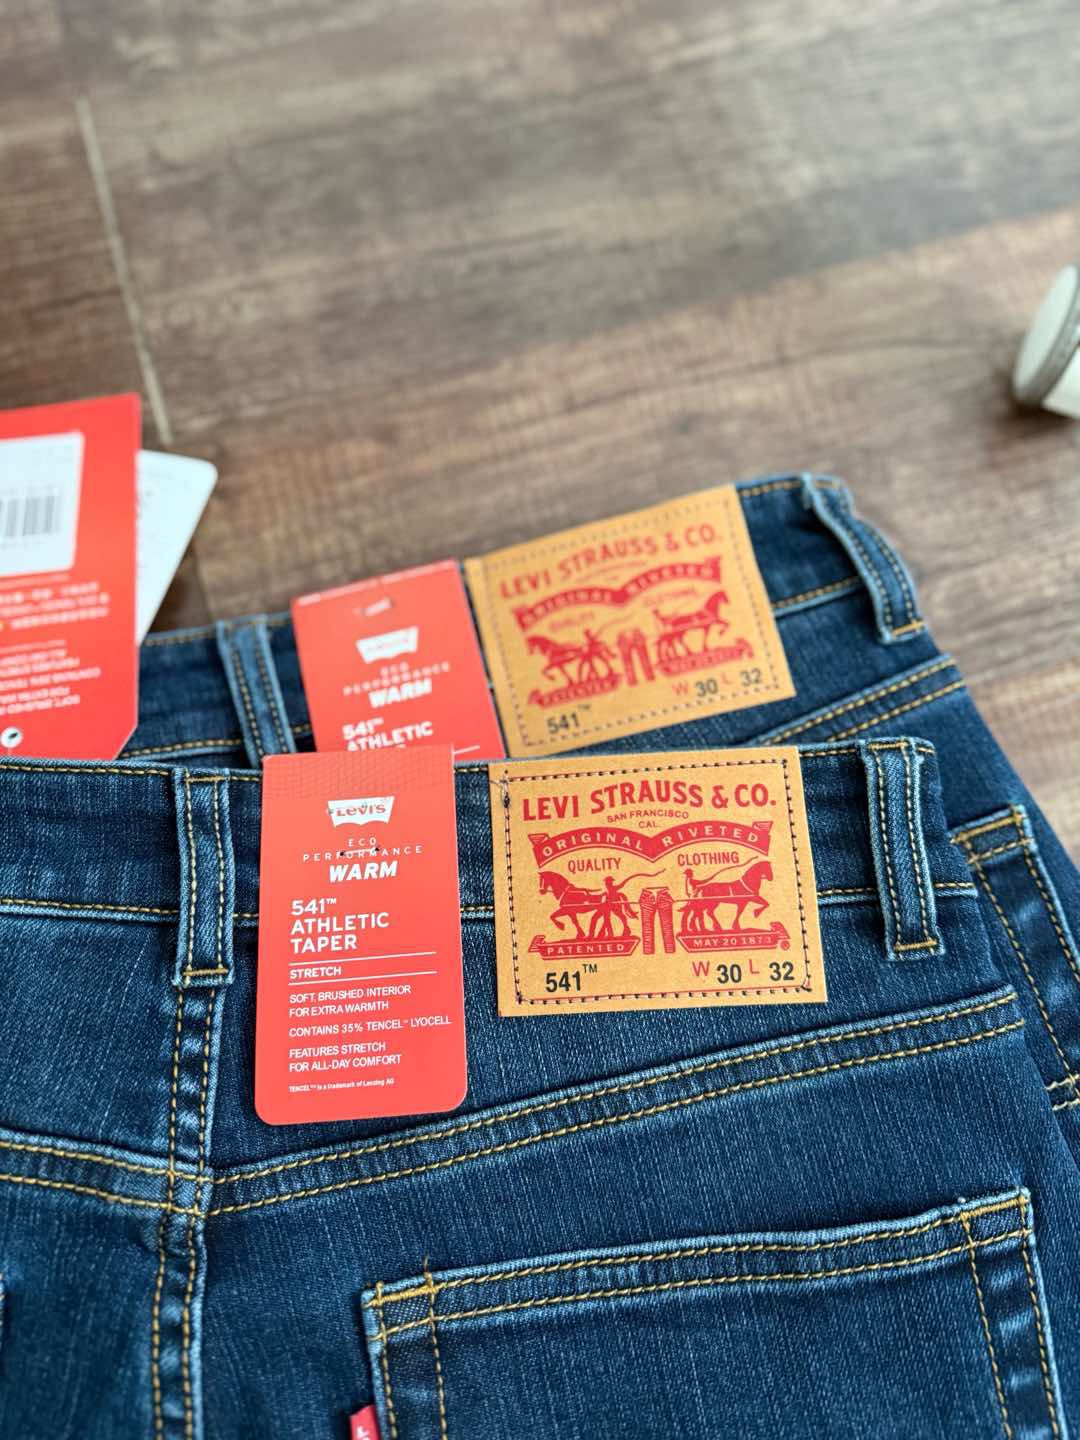 LEVI STRAUSS & CO.
ORIGINAL RIVETED
QUALITY CLOTHING
PATENTED
541™
W 30 L 32
ECO
PERFORMANCE
WARM
541™
ATHLETIC
LEVI STRAUSS & CO.
SAN FRANCISCO
CAL.
ORIGINAL RIVETED
QUALITY CLOTHING
PATENTED
MAY 20 1873
541™
W 30 L 32
Levi's
ECO
PERFORMANCE
WARM
541™
ATHLETIC
TAPER
STRETCH
SOFT, BRUSHED INTERIOR
FOR EXTRA WARMTH
CONTAINS 35% TENCEL™ LYOCELL
FEATURES STRETCH
FOR ALL-DAY COMFORT
TENCEL™ is a trademark of Lenzing AG